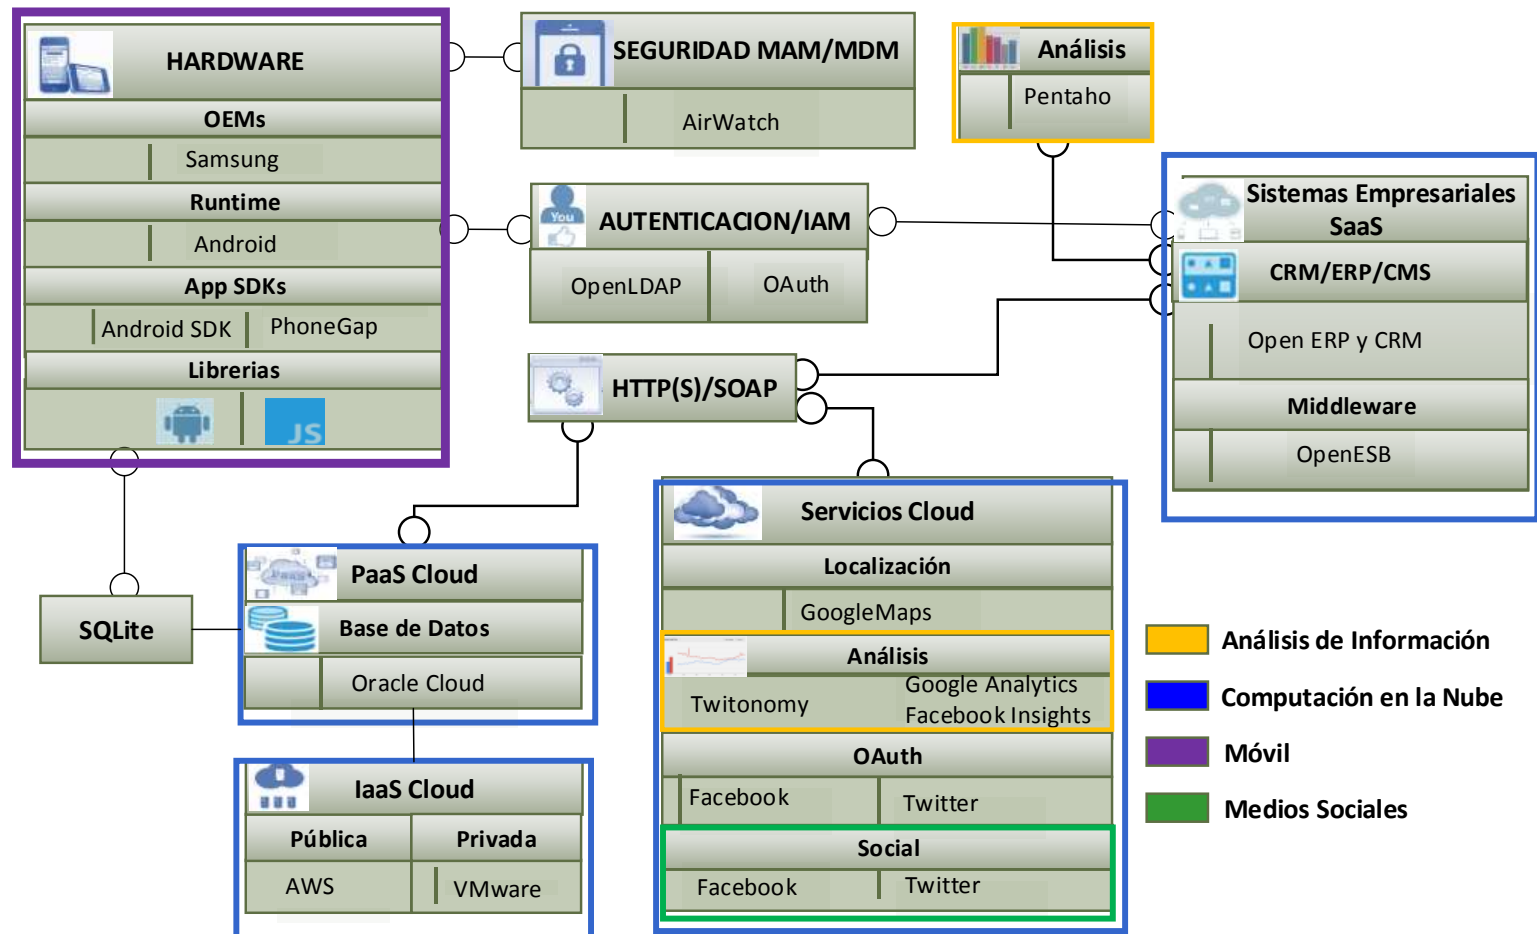 HARDWARE
OEMs
Samsung
Runtime
Android
App SDKs
Android SDK
PhoneGap
Librerias
JS
SEGURIDAD MAM/MDM
AirWatch
Análisis
Pentaho
AUTENTICACION/IAM
You
OpenLDAP
OAuth
Sistemas Empresariales
SaaS
CRM/ERP/CMS
Open ERP y CRM
Middleware
OpenESB
HTTP(S)/SOAP
SQLite
PaaS Cloud
Base de Datos
Oracle Cloud
IaaS Cloud
Pública
Privada
AWS
VMware
Servicios Cloud
Localización
GoogleMaps
Análisis
Twitonomy
Google Analytics
Facebook Insights
OAuth
Facebook
Twitter
Social
Facebook
Twitter
Análisis de Información
Computación en la Nube
Móvil
Medios Sociales